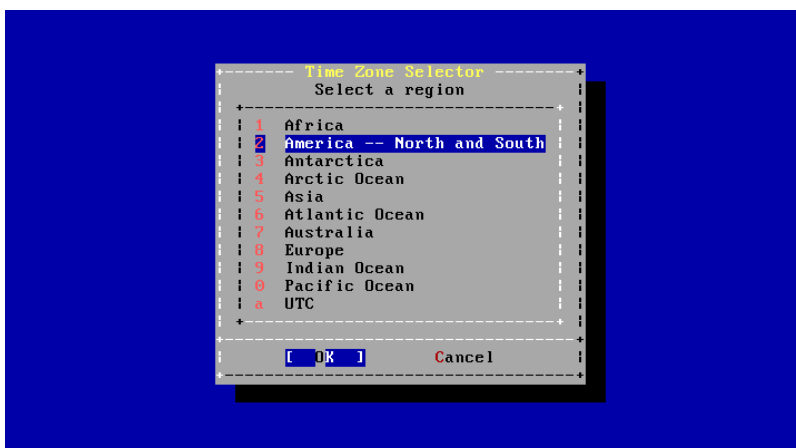 Time Zone Selector
Select a region
1 Africa
2 America -- North and South
3 Antarctica
4 Arctic Ocean
5 Asia
6 Atlantic Ocean
7 Australia
8 Europe
9 Indian Ocean
0 Pacific Ocean
a UTC
[ OK ] Cancel